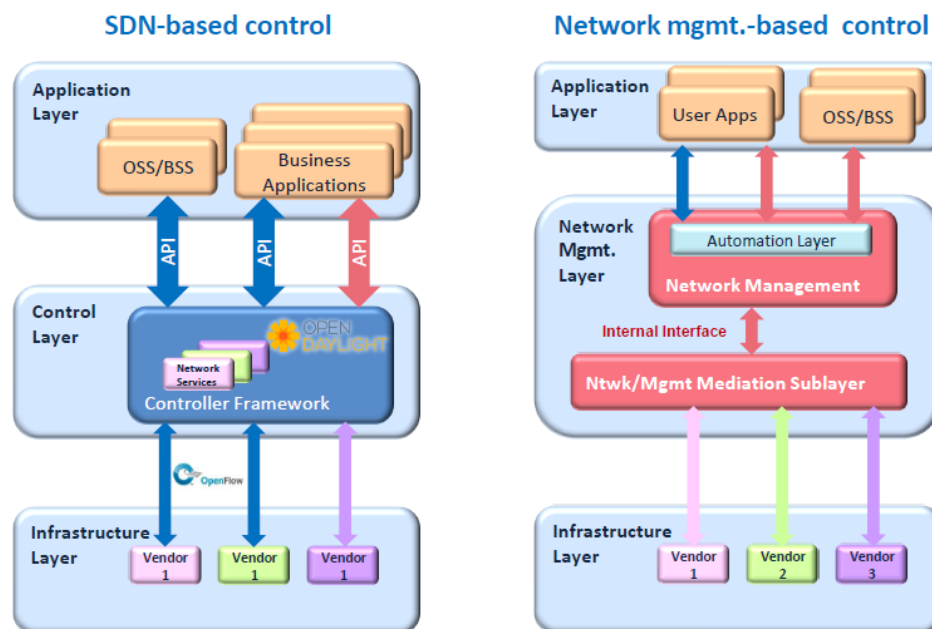 SDN-based control
Application
Layer
OSS/BSS
Business
Applications
API
API
API
Control
Layer
OPEN
DAYLIGHT
Network
Services
Controller Framework
OpenFlow
Infrastructure
Layer
Vendor
1
Vendor
1
Vendor
1
Network mgmt.-based control
Application
Layer
User Apps
OSS/BSS
Network
Mgmt.
Layer
Automation Layer
Network Management
Internal Interface
Ntwk/Mgmt Mediation Sublayer
Infrastructure
Layer
Vendor
1
Vendor
2
Vendor
3